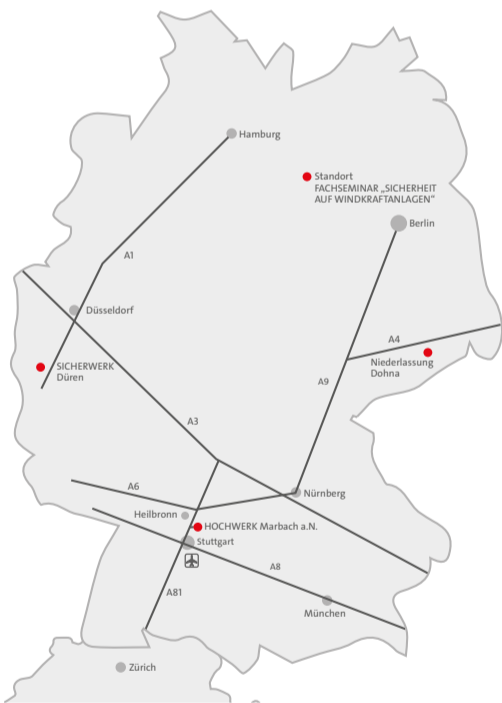 Hamburg
Standort
FACHSEMINAR „SICHERHEIT
AUF WINDKRAFTANLAGEN“
Berlin
A1
Düsseldorf
A4
SICHERWERK
Düren
Niederlassung
Dohna
A9
A3
A6
Nürnberg
Heilbronn
HOCHWERK Marbach a.N.
Stuttgart
A8
A81
München
Zürich